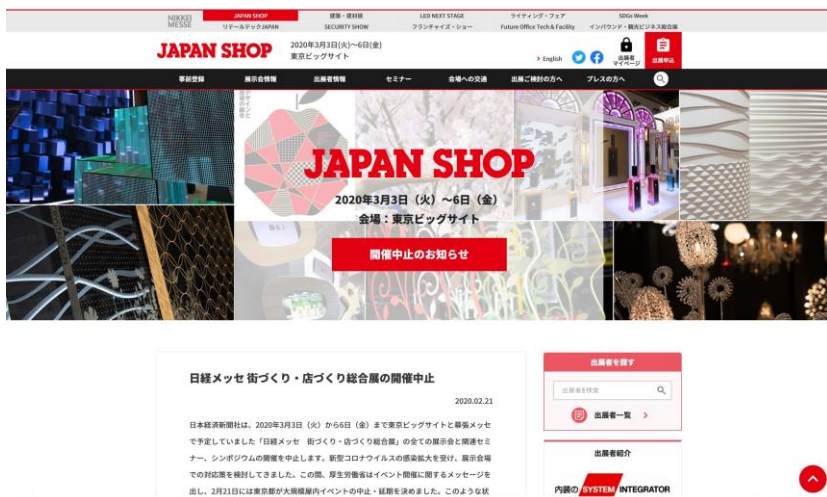 NIKKEI MESSE
JAPAN SHOP
建築・建材展
LED NEXT STAGE
ライティング・フェア
SDGs Week
リテールテックJAPAN
SECURITY SHOW
フランチャイズ・ショー
Future Office Tech & Facility
インバウンド・観光ビジネス総合展
JAPAN SHOP
2020年3月3日(火)〜6日(金)
東京ビッグサイト
English
出展者
マイページ
出展申込
事前登録
展示会情報
出展者情報
セミナー
会場への交通
出展ご検討の方へ
プレスの方へ
JAPAN SHOP
2020年3月3日（火）〜6日（金）
会場：東京ビッグサイト
開催中止のお知らせ
日経メッセ 街づくり・店づくり総合展の開催中止
2020.02.21
日本経済新聞社は、2020年3月3日（火）から6日（金）まで東京ビッグサイトと幕張メッセ
で予定していました「日経メッセ　街づくり・店づくり総合展」の全ての展示会と関連セミ
ナー、シンポジウムの開催を中止します。新型コロナウイルスの感染拡大を受け、展示会場
での対応策を検討してきました。この間、厚生労働省はイベント開催に関するメッセージを
出し、2月21日には東京都が大規模屋内イベントの中止・延期を決めました。このような状
出展者を探す
出展者を検索
出展者一覧
出展者紹介
内装の SYSTEM INTEGRATOR